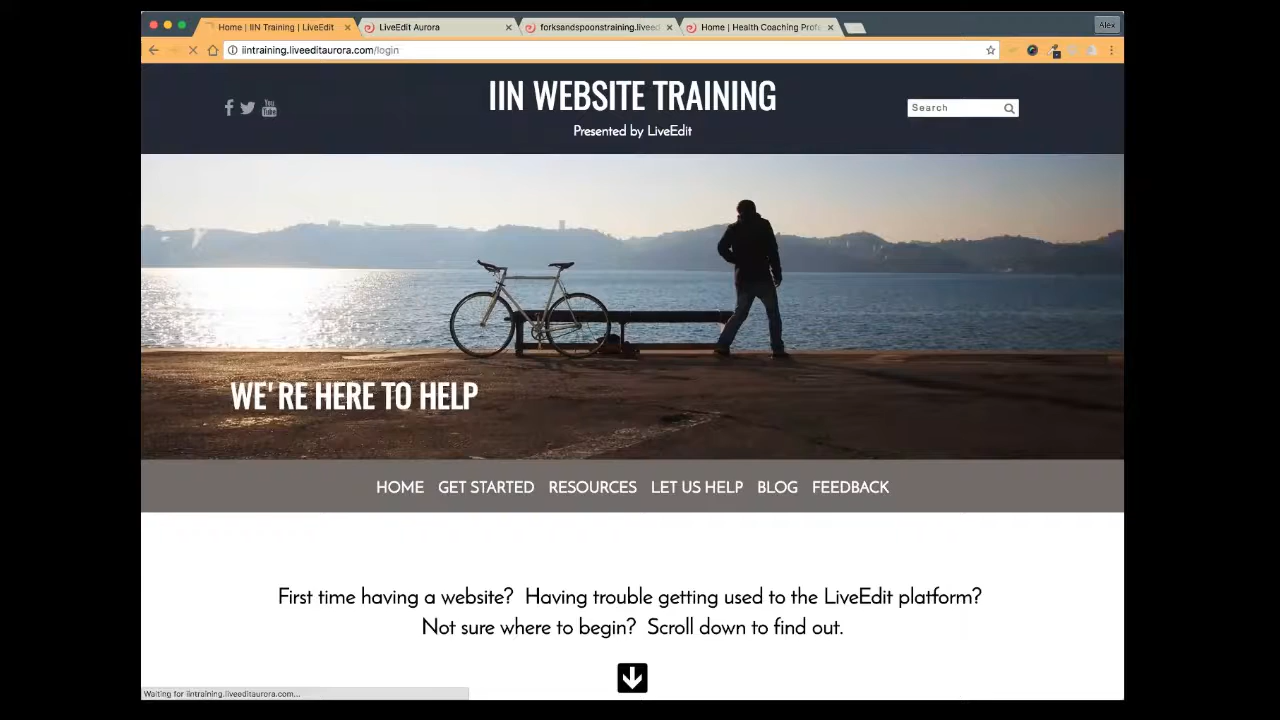 Home | IIN Training | LiveEdit
LiveEdit Aurora
forksandspoonstraining.liveed
Home | Health Coaching Profe
Alex
iintraining.liveeditaurora.com/login
IIN WEBSITE TRAINING
You
Tube
Search
Presented by LiveEdit
WE'RE HERE TO HELP
HOME GET STARTED RESOURCES LET US HELP BLOG FEEDBACK
First time having a website? Having trouble getting used to the LiveEdit platform?
Not sure where to begin? Scroll down to find out.
Waiting for iintraining.liveeditaurora.com...